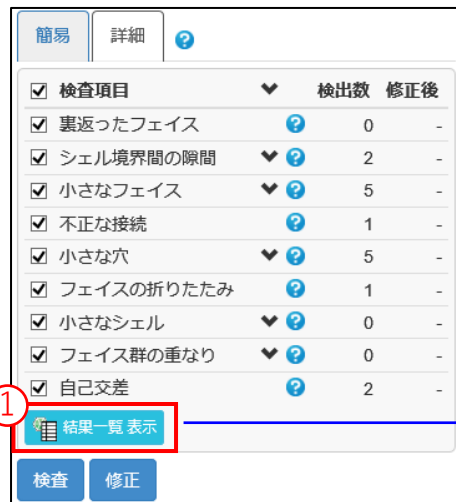 簡易 詳細 ?
検査項目 検出数 修正後
裏返ったフェイス ? 0 -
シェル境界間の隙間 ? 2 -
小さなフェイス ? 5 -
不正な接続 ? 1 -
小さな穴 ? 5 -
フェイスの折りたたみ ? 1 -
小さなシェル ? 0 -
フェイス群の重なり ? 0 -
自己交差 ? 2 -
1
結果一覧 表示
検査 修正